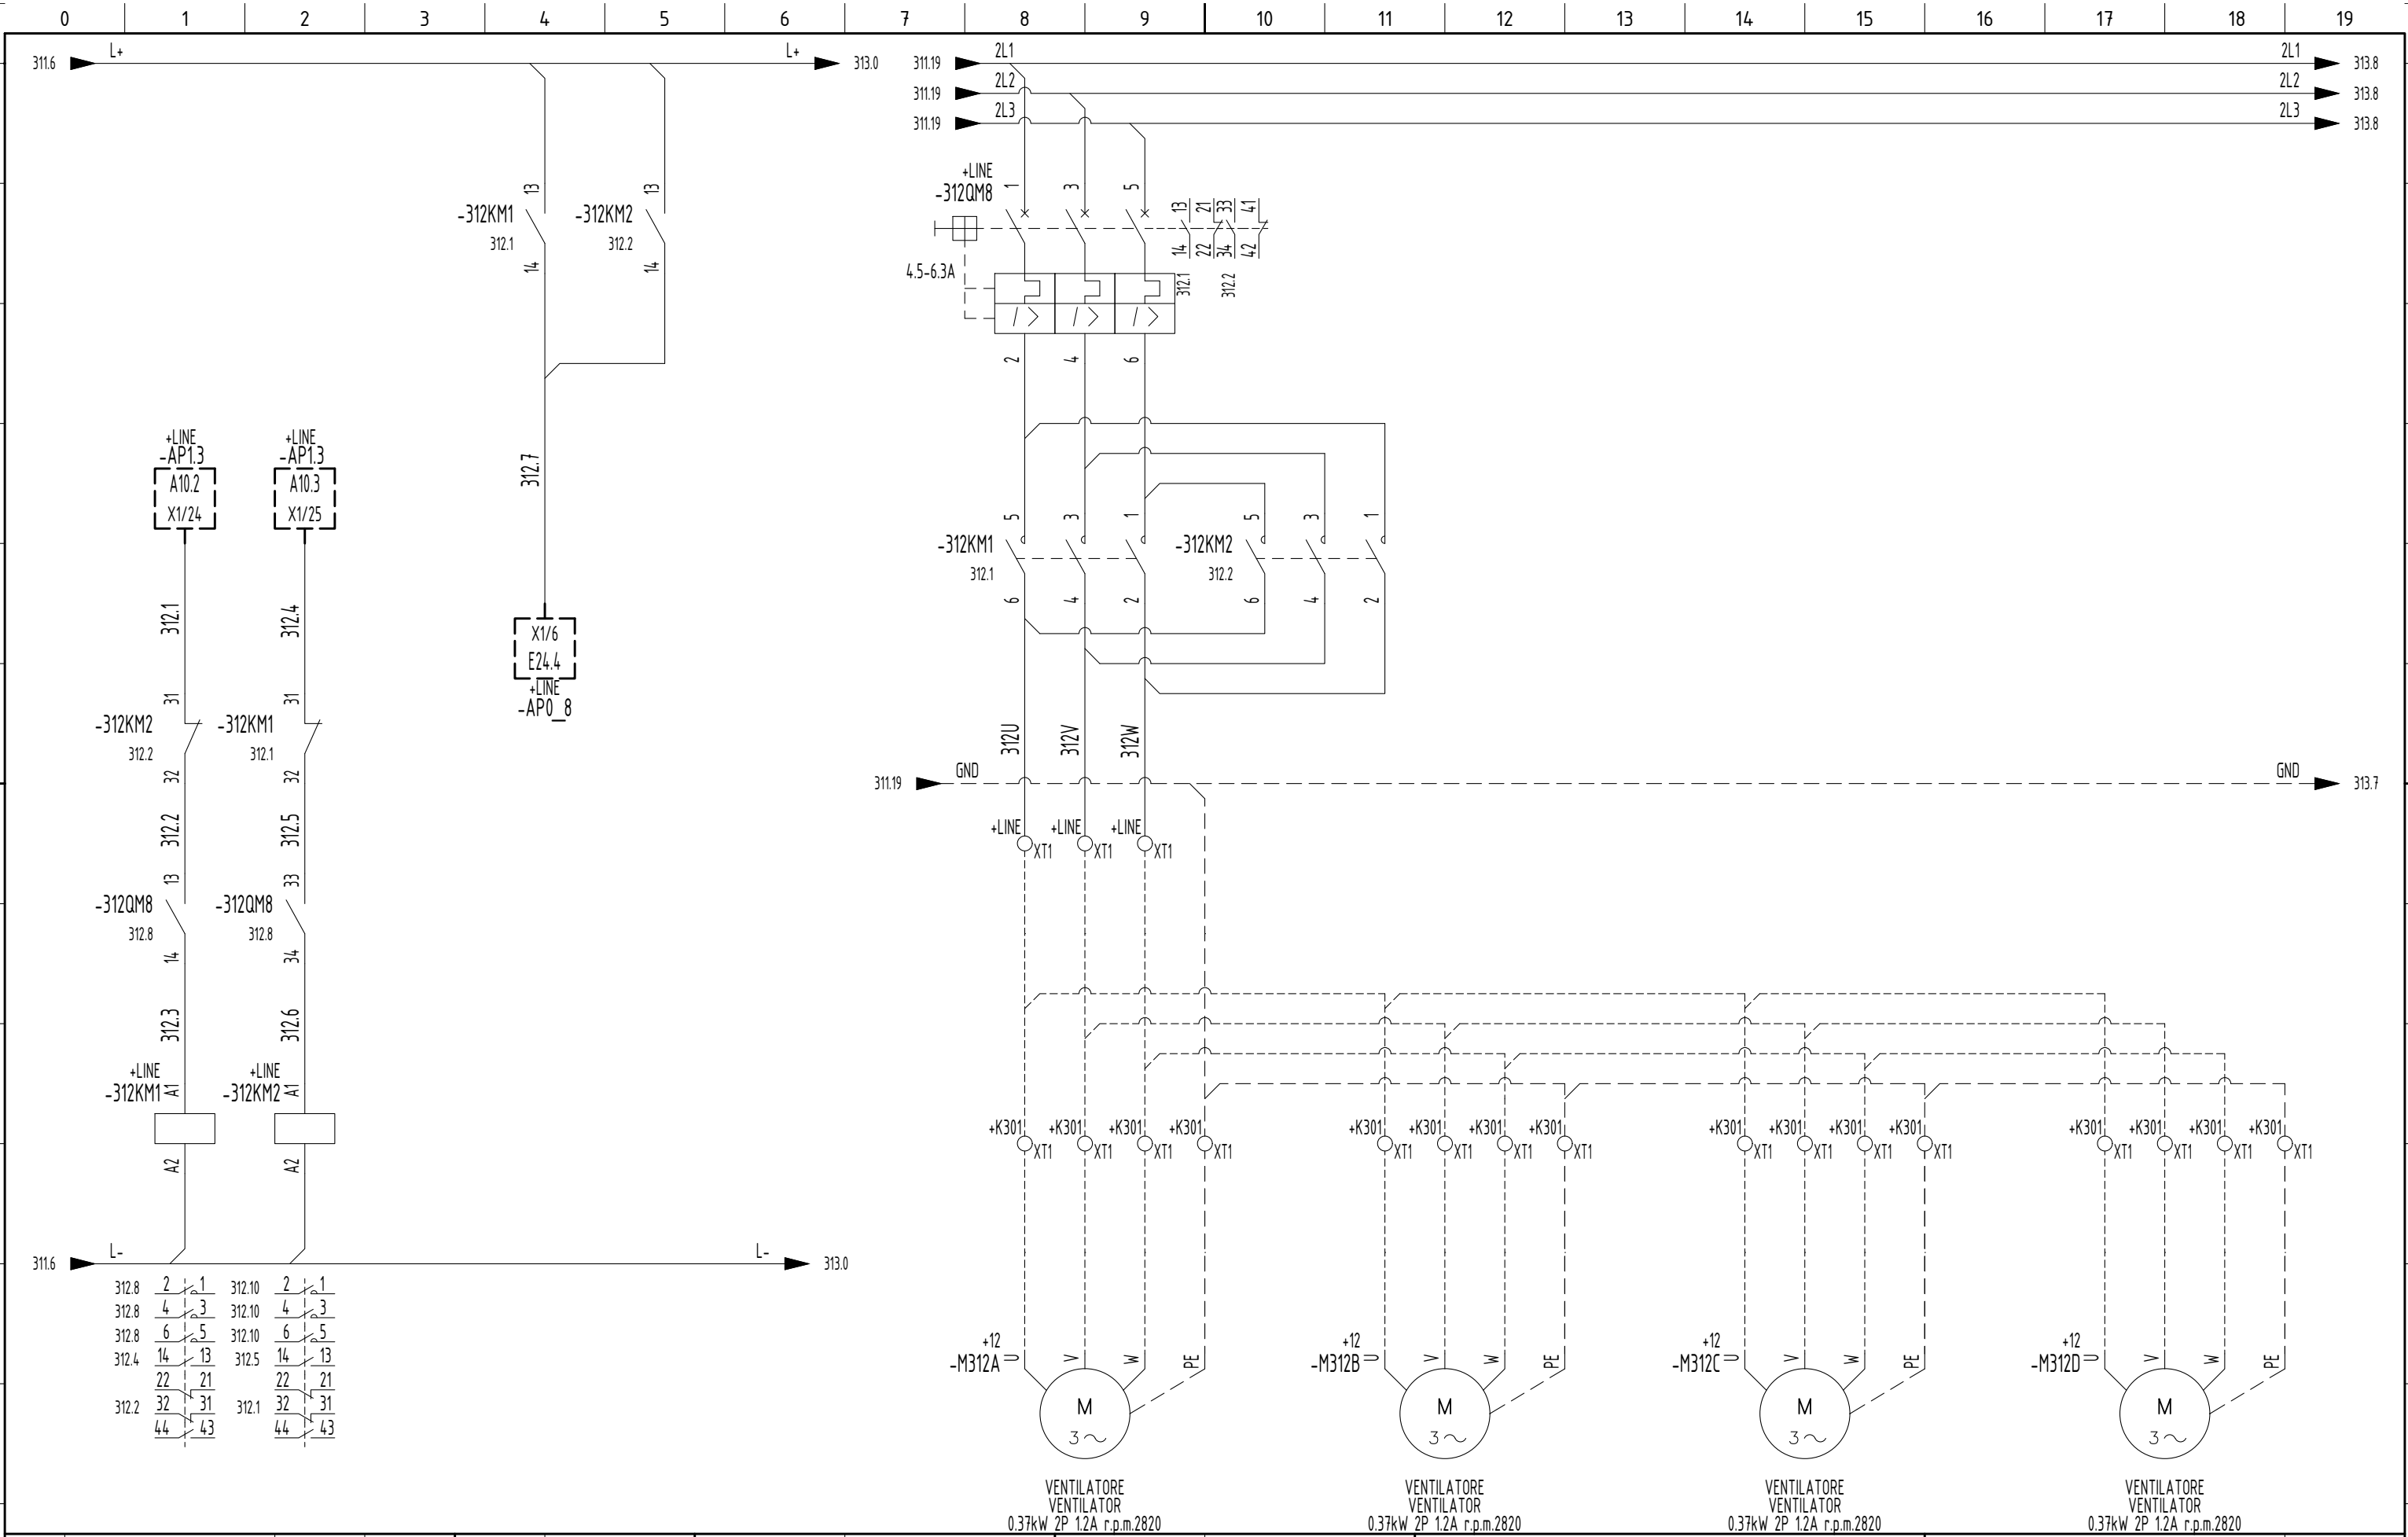 0 1 2 3 4 5 6 7 8 9 10 11 12 13 14 15 16 17 18 19
311.6 L+ L+ 313.0 311.19 2L1 2L1 313.8
311.19 2L2 2L2 313.8
311.19 2L3 2L3 313.8
+LINE
-312QM8
1 3 5
13 21 33 41
14 22 34 42
312.1 312.2
4.5-6.3A
I > I > I >
2 4 6
13 13
-312KM1 -312KM2
312.1 312.2
14 14
312.7
X1/6
E24.4
+LINE
-AP0_8
+LINE +LINE
-AP1.3 -AP1.3
A10.2 A10.3
X1/24 X1/25
312.1 312.4
31 31
-312KM2 -312KM1
312.2 312.1
32 32
312.2 312.5
13 33
-312QM8 -312QM8
312.8 312.8
14 34
312.3 312.6
+LINE +LINE
-312KM1 A1 -312KM2 A1
A2 A2
5 3 1 5 3 1
-312KM1 -312KM2
312.1 312.2
6 4 2 6 4 2
312U 312V 312W
311.19 GND GND 313.7
+LINE +LINE +LINE
XT1 XT1 XT1
+K301 +K301 +K301 +K301 +K301 +K301 +K301 +K301 +K301 +K301 +K301 +K301 +K301 +K301 +K301 +K301
XT1 XT1 XT1 XT1 XT1 XT1 XT1 XT1 XT1 XT1 XT1 XT1 XT1 XT1 XT1 XT1
311.6 L- L- 313.0
312.8 2 1 312.10 2 1
312.8 4 3 312.10 4 3
312.8 6 5 312.10 6 5
312.4 14 13 312.5 14 13
22 21 22 21
312.2 32 31 312.1 32 31
44 43 44 43
+12 +12 +12 +12
-M312A U V W PE -M312B U V W PE -M312C U V W PE -M312D U V W PE
M M M M
3~ 3~ 3~ 3~
VENTILATORE VENTILATORE VENTILATORE VENTILATORE
VENTILATOR VENTILATOR VENTILATOR VENTILATOR
0.37kW 2P 1.2A r.p.m.2820 0.37kW 2P 1.2A r.p.m.2820 0.37kW 2P 1.2A r.p.m.2820 0.37kW 2P 1.2A r.p.m.2820